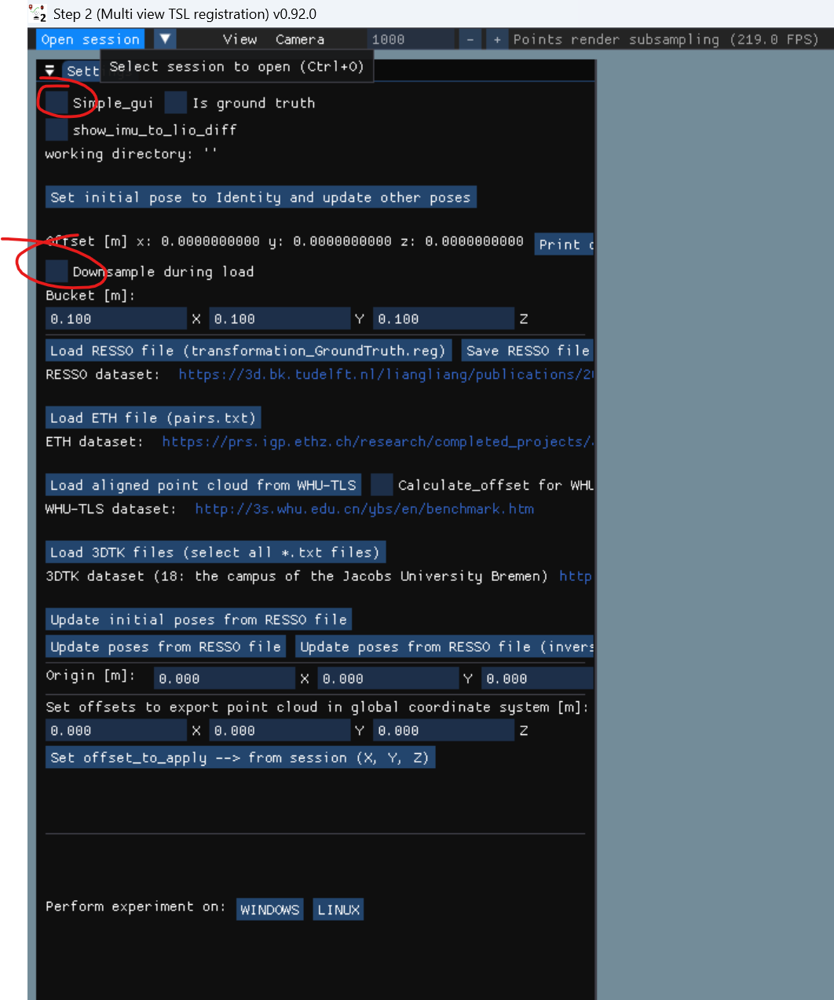 2 Step 2 (Multi view TSL registration) v0.92.0
Open session ▼ View Camera 1000 - + Points render subsampling (219.0 FPS)
Select session to open (Ctrl+O)
Sett
Simple_gui Is ground truth
show_imu_to_lio_diff
working directory: ''
Set initial pose to Identity and update other poses
Offset [m] x: 0.0000000000 y: 0.0000000000 z: 0.0000000000 Print
Downsample during load
Bucket [m]:
0.100 X 0.100 Y 0.100 Z
Load RESSO file (transformation_GroundTruth.reg) Save RESSO file
RESSO dataset: https://3d.bk.tudelft.nl/liangliang/publications/2
Load ETH file (pairs.txt)
ETH dataset: https://prs.igp.ethz.ch/research/completed_projects/
Load aligned point cloud from WHU-TLS Calculate_offset for WHU
WHU-TLS dataset: http://3s.whu.edu.cn/ybs/en/benchmark.htm
Load 3DTK files (select all *.txt files)
3DTK dataset (18: the campus of the Jacobs University Bremen) http
Update initial poses from RESSO file
Update poses from RESSO file Update poses from RESSO file (invers
Origin [m]: 0.000 X 0.000 Y 0.000
Set offsets to export point cloud in global coordinate system [m]:
0.000 X 0.000 Y 0.000 Z
Set offset_to_apply --> from session (X, Y, Z)
Perform experiment on: WINDOWS LINUX